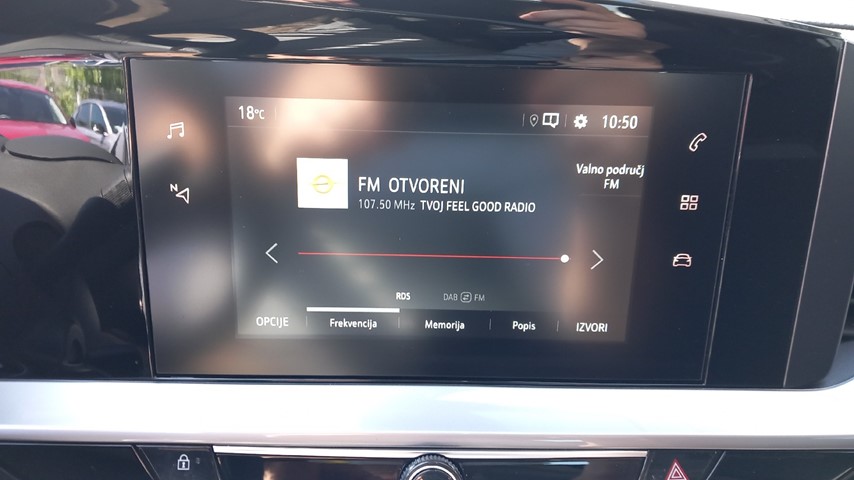 18°C
10:50
N
Valno područj
FM
FM OTVORENI
107.50 MHz TVOJ FEEL GOOD RADIO
RDS DAB FM
OPCIJE Frekvencija Memorija Popis IZVORI